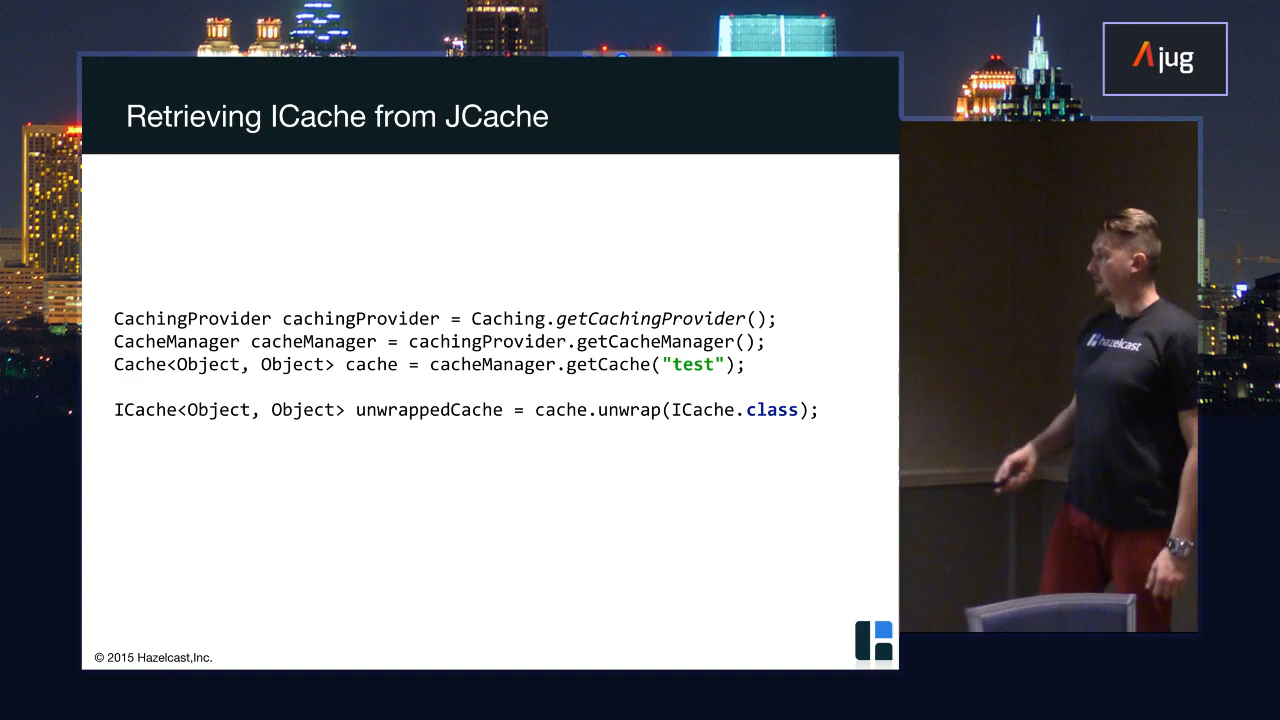 jug
Retrieving ICache from JCache
CachingProvider cachingProvider = Caching.getCachingProvider();
CacheManager cacheManager = cachingProvider.getCacheManager();
Cache<Object, Object> cache = cacheManager.getCache("test");
ICache<Object, Object> unwrappedCache = cache.unwrap(ICache.class);
hazelcast
© 2015 Hazelcast,Inc.